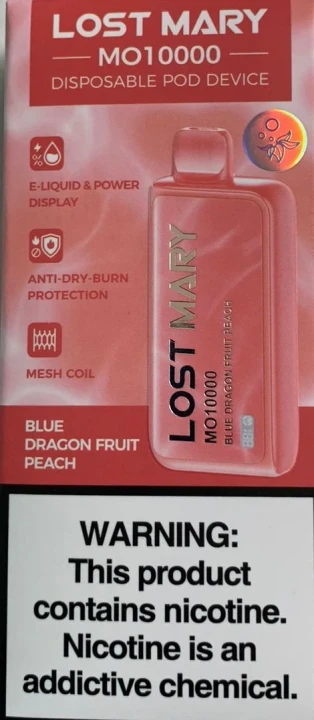 LOST MARY
MO10000
DISPOSABLE POD DEVICE
E-LIQUID & POWER
DISPLAY
ANTI-DRY-BURN
PROTECTION
MESH COIL
BLUE
DRAGON FRUIT
PEACH
LOST MARY
MO10000
BLUE DRAGON FRUIT PEACH
WARNING:
This product
contains nicotine.
Nicotine is an
addictive chemical.